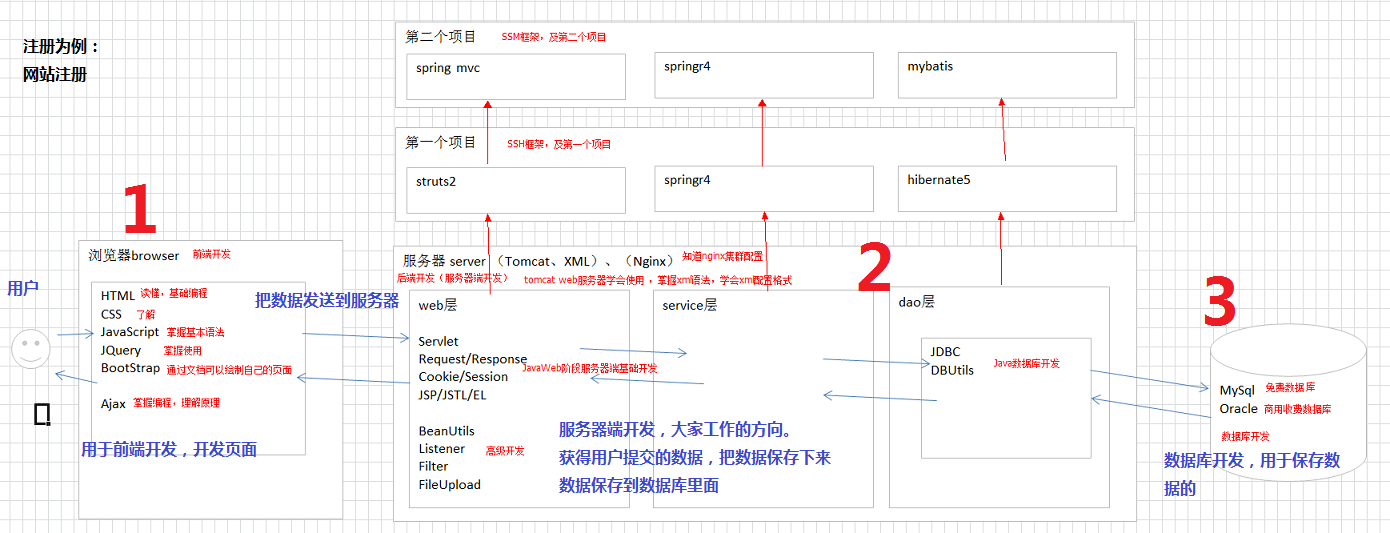 注册为例：
网站注册
第二个项目 SSM框架，及第二个项目
spring mvc
springr4
mybatis
第一个项目 SSH框架，及第一个项目
struts2
springr4
hibernate5
1
浏览器browser 前端开发
用户
HTML 读懂，基础编程
CSS 了解
JavaScript 掌握基本语法
JQuery 掌握使用
BootStrap 通过文档可以绘制自己的页面
Ajax 掌握编程，理解原理
用于前端开发，开发页面
把数据发送到服务器
2
服务器 server （Tomcat、XML）、（Nginx） 知道nginx集群配置
后端开发（服务器端开发） tomcat web服务器学会使用 ，掌握xml语法，学会xml配置格式
web层
Servlet
Request/Response
Cookie/Session
JSP/JSTL/EL
JavaWeb阶段服务器端基础开发
BeanUtils
Listener
Filter
FileUpload
高级开发
service层
服务器端开发，大家工作的方向。
获得用户提交的数据，把数据保存下来
数据保存到数据库里面
dao层
JDBC
DBUtils
Java数据库开发
3
MySql 免费数据库
Oracle 商用收费数据库
数据库开发
数据库开发，用于保存数
据的